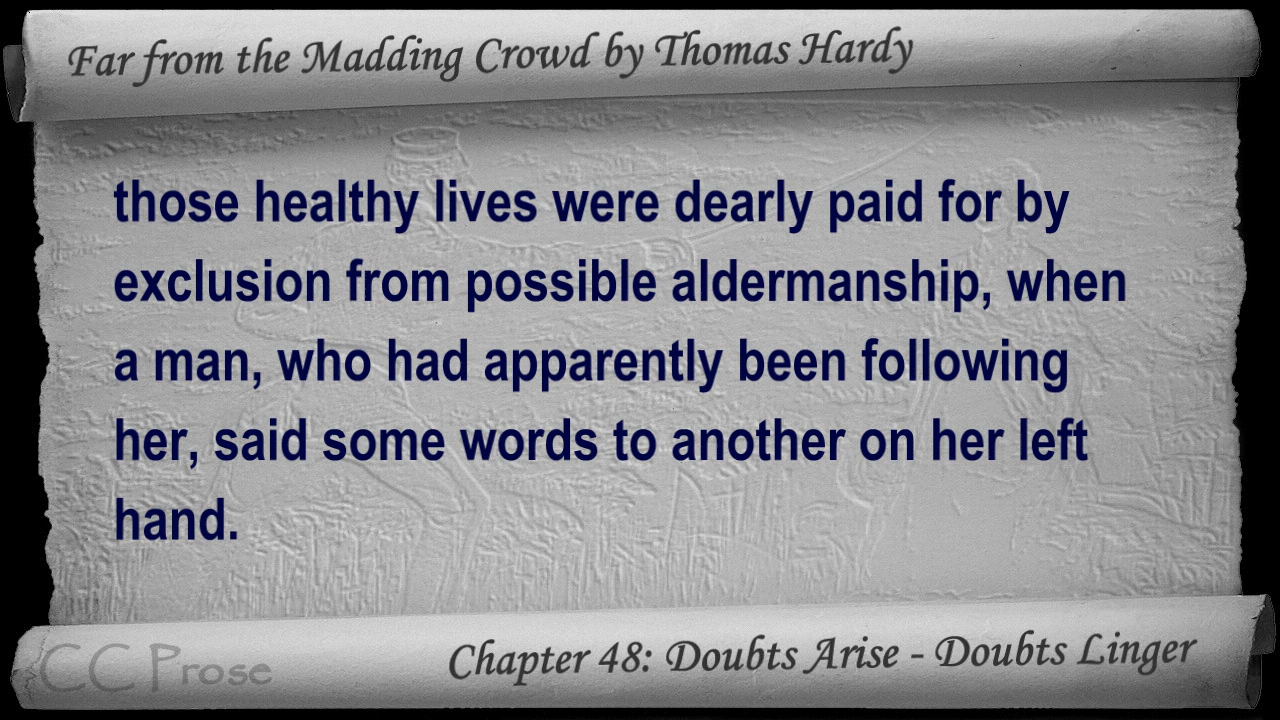 Far from the Madding Crowd by Thomas Hardy
those healthy lives were dearly paid for by
exclusion from possible aldermanship, when
a man, who had apparently been following
her, said some words to another on her left
hand.
CC Prose
Chapter 48: Doubts Arise - Doubts Linger